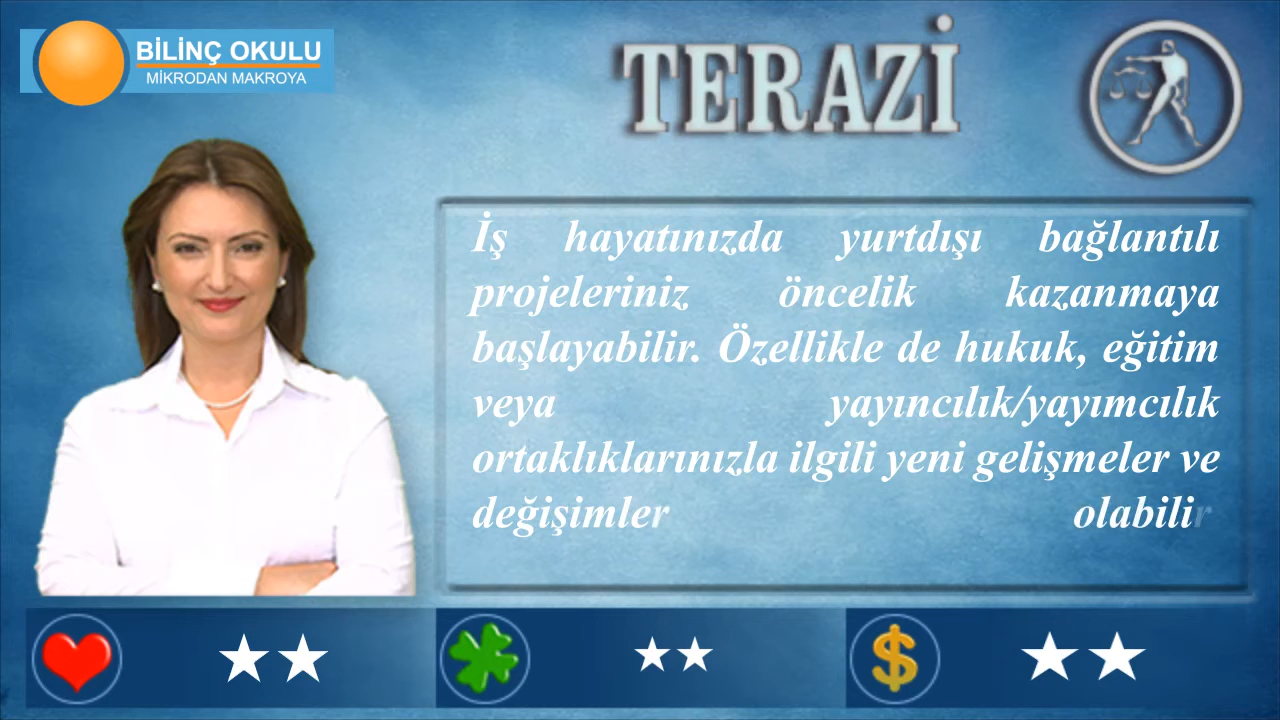 BİLİNÇ OKULU
MİKRODAN MAKROYA
TERAZİ
İş hayatınızda yurtdışı bağlantılı
projeleriniz öncelik kazanmaya
başlayabilir. Özellikle de hukuk, eğitim
veya yayıncılık/yayımcılık
ortaklıklarınızla ilgili yeni gelişmeler ve
değişimler olabilir